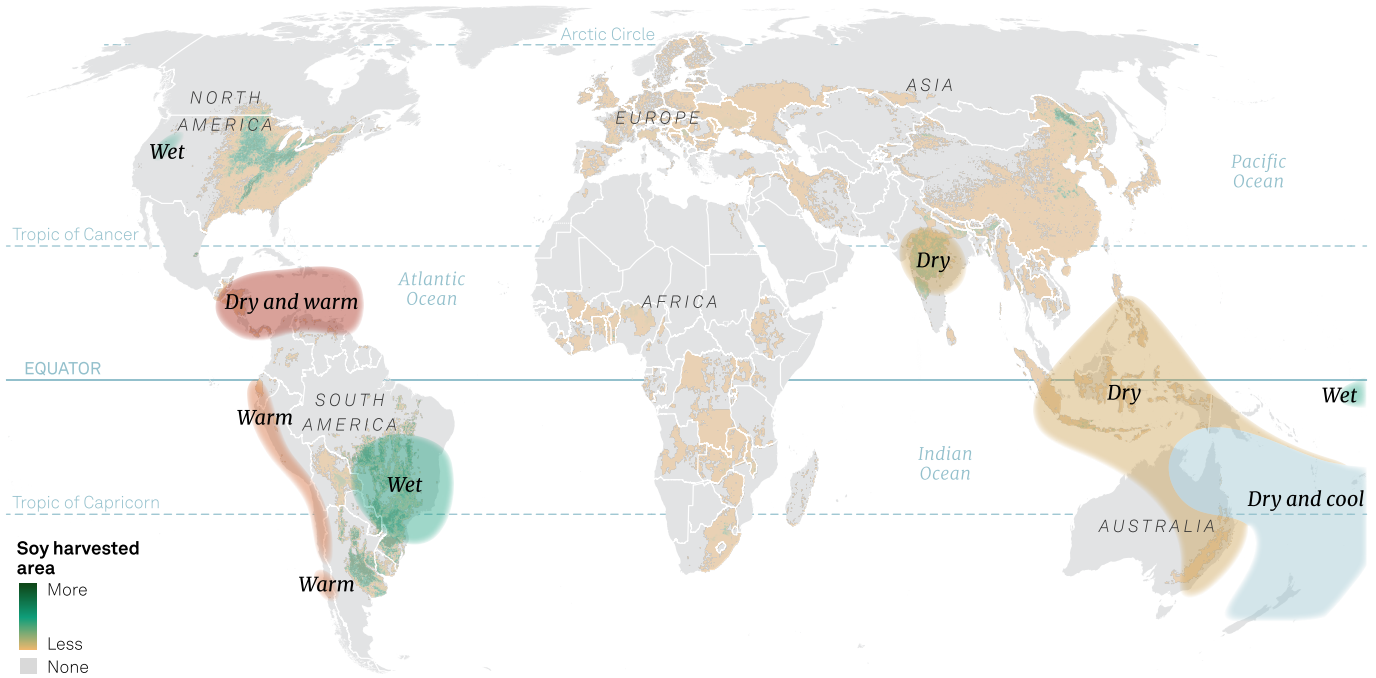 Arctic Circle
NORTH
AMERICA
Wet
EUROPE
ASIA
Pacific
Ocean
Tropic of Cancer
Dry and warm
Atlantic
Ocean
AFRICA
Dry
EQUATOR
Warm
SOUTH
AMERICA
Wet
Dry
Wet
Indian
Ocean
Tropic of Capricorn
Dry and cool
AUSTRALIA
Warm
Soy harvested
area
More
Less
None